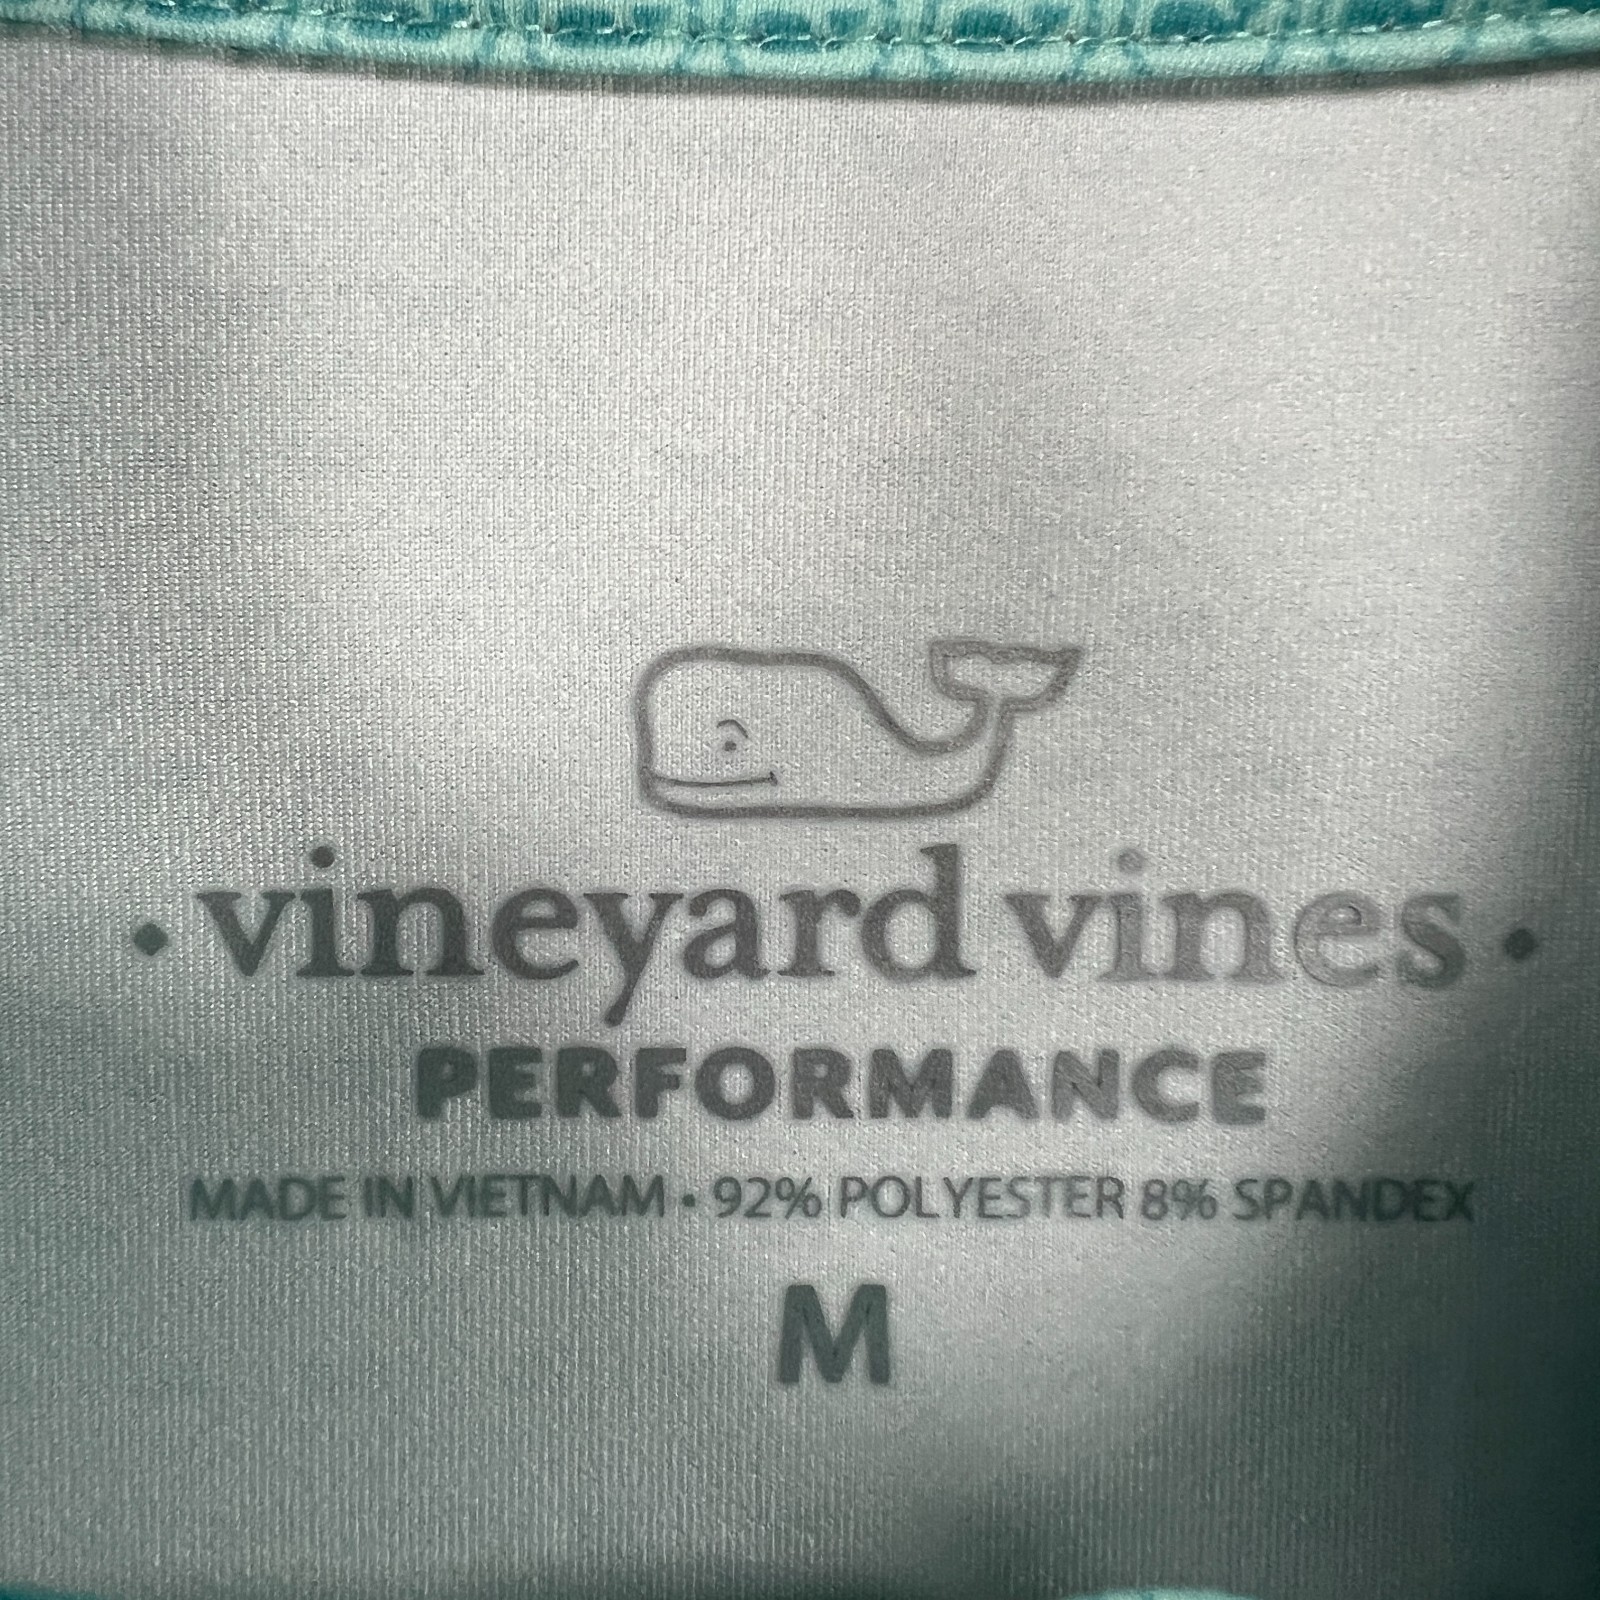 • vineyard vines •
PERFORMANCE
MADE IN VIETNAM • 92% POLYESTER 8% SPANDEX
M